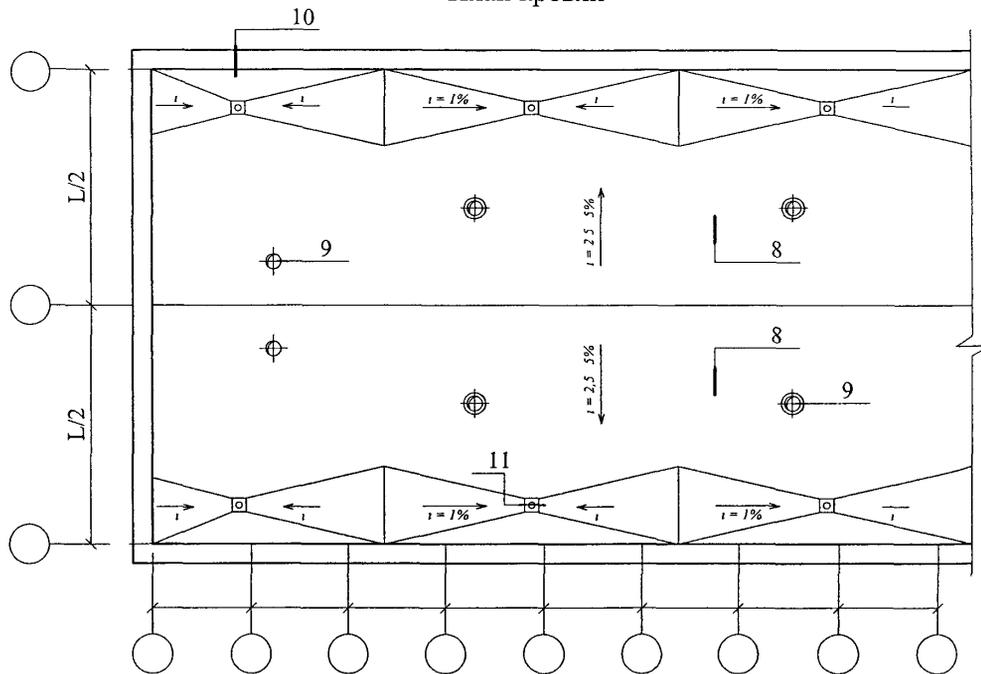 10
ı
ı
ı = 1%
ı
ı = 1%
ı
L/2
ı = 2 5 5%
9
8
8
L/2
ı = 2,5 5%
9
11
ı
ı
ı = 1%
ı
ı = 1%
ı